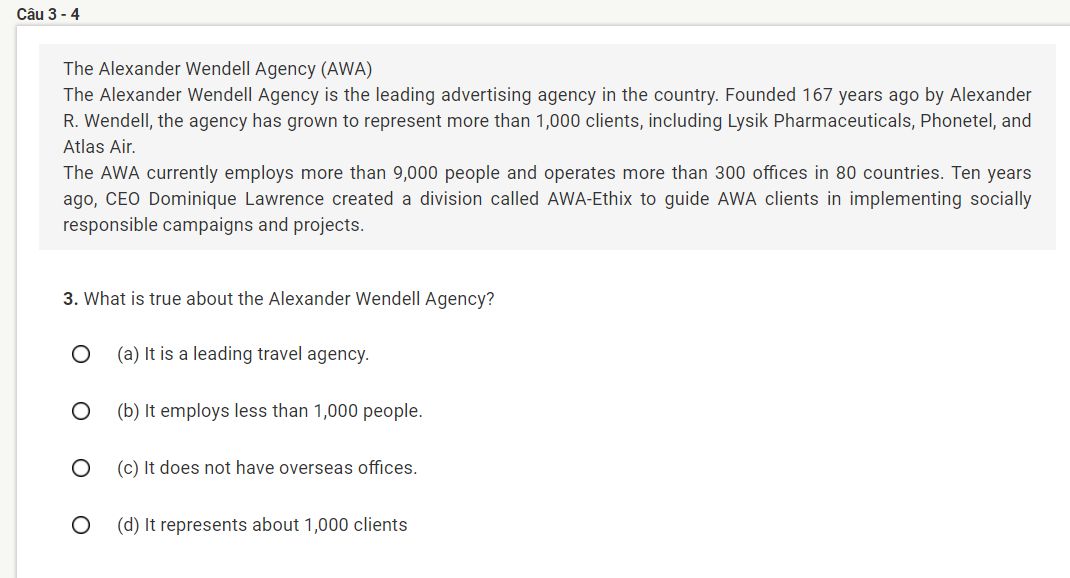 Câu 3 - 4
The Alexander Wendell Agency (AWA)
The Alexander Wendell Agency is the leading advertising agency in the country. Founded 167 years ago by Alexander
R. Wendell, the agency has grown to represent more than 1,000 clients, including Lysik Pharmaceuticals, Phonetel, and
Atlas Air.
The AWA currently employs more than 9,000 people and operates more than 300 offices in 80 countries. Ten years
ago, CEO Dominique Lawrence created a division called AWA-Ethix to guide AWA clients in implementing socially
responsible campaigns and projects.
3. What is true about the Alexander Wendell Agency?
(a) It is a leading travel agency.
(b) It employs less than 1,000 people.
(c) It does not have overseas offices.
(d) It represents about 1,000 clients